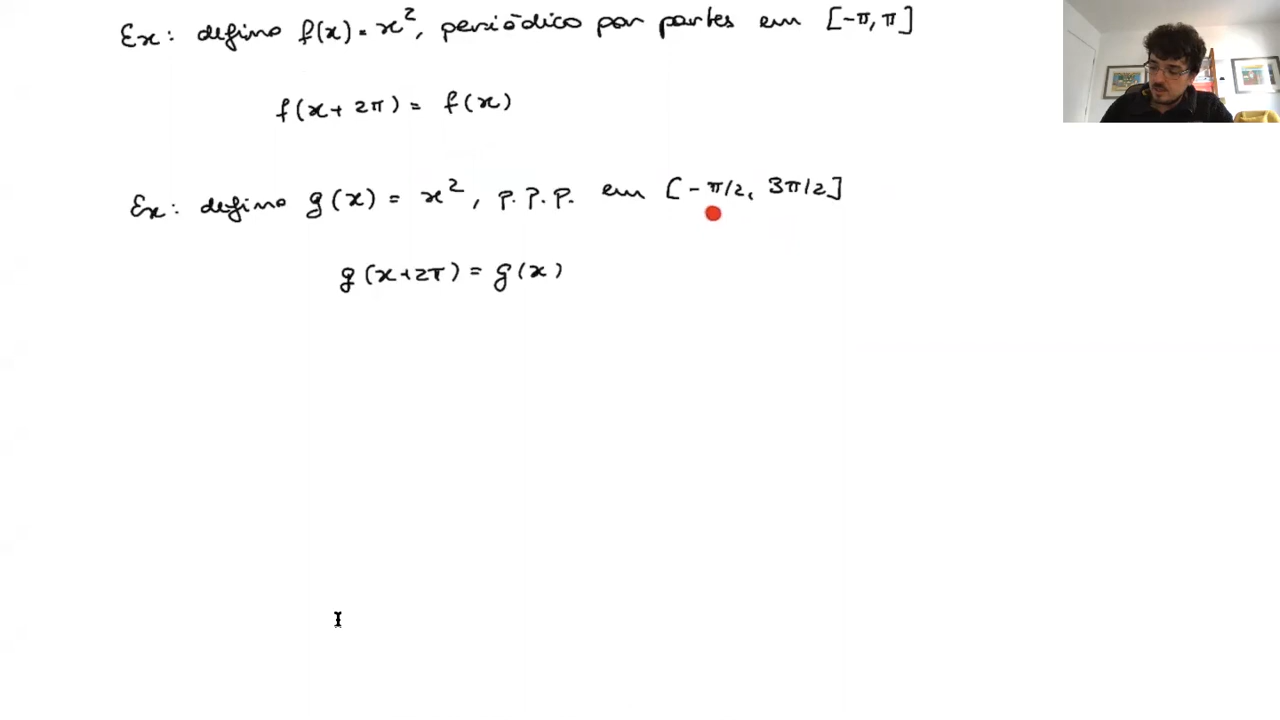 Ex: defino f(x) = x², periódico por partes em [-π, π]
f(x + 2π) = f(x)
Ex: defino g(x) = x², P.P.P. em [-π/2, 3π/2]
g(x+2π) = g(x)